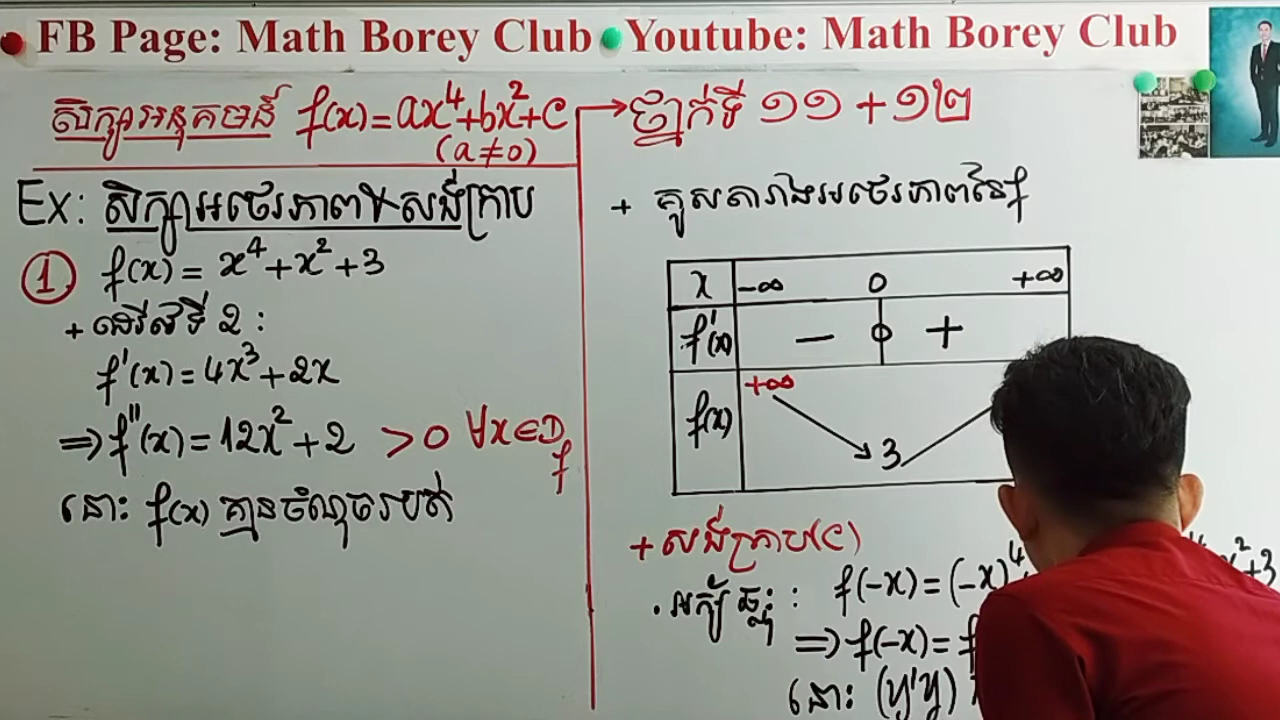 FB Page: Math Borey Club Youtube: Math Borey Club
សិក្សាអនុគមន៍ f(x)=ax⁴+bx²+c
(a≠0)
ថ្នាក់ទី ១១ + ១២
Ex: សិក្សាអថេរភាព & សង់ក្រាប
1. f(x) = x⁴+x²+3
+ ដេរីវេទី ២ :
f'(x) = 4x³+2x
⇒ f''(x) = 12x²+2 > 0 ∀x∈D_f
នោះ f(x) គ្មានចំណុចរបត់
+ គូសតារាងអថេរភាពនៃ f
x -∞ 0 +∞
f'(x) − 0 +
f(x) +∞ 3
+ សង់ក្រាប (C)
. អក្ស័ឆ្លុះ : f(-x) = (-x)⁴ x²+3
⇒ f(-x) = f
នោះ (y'y)